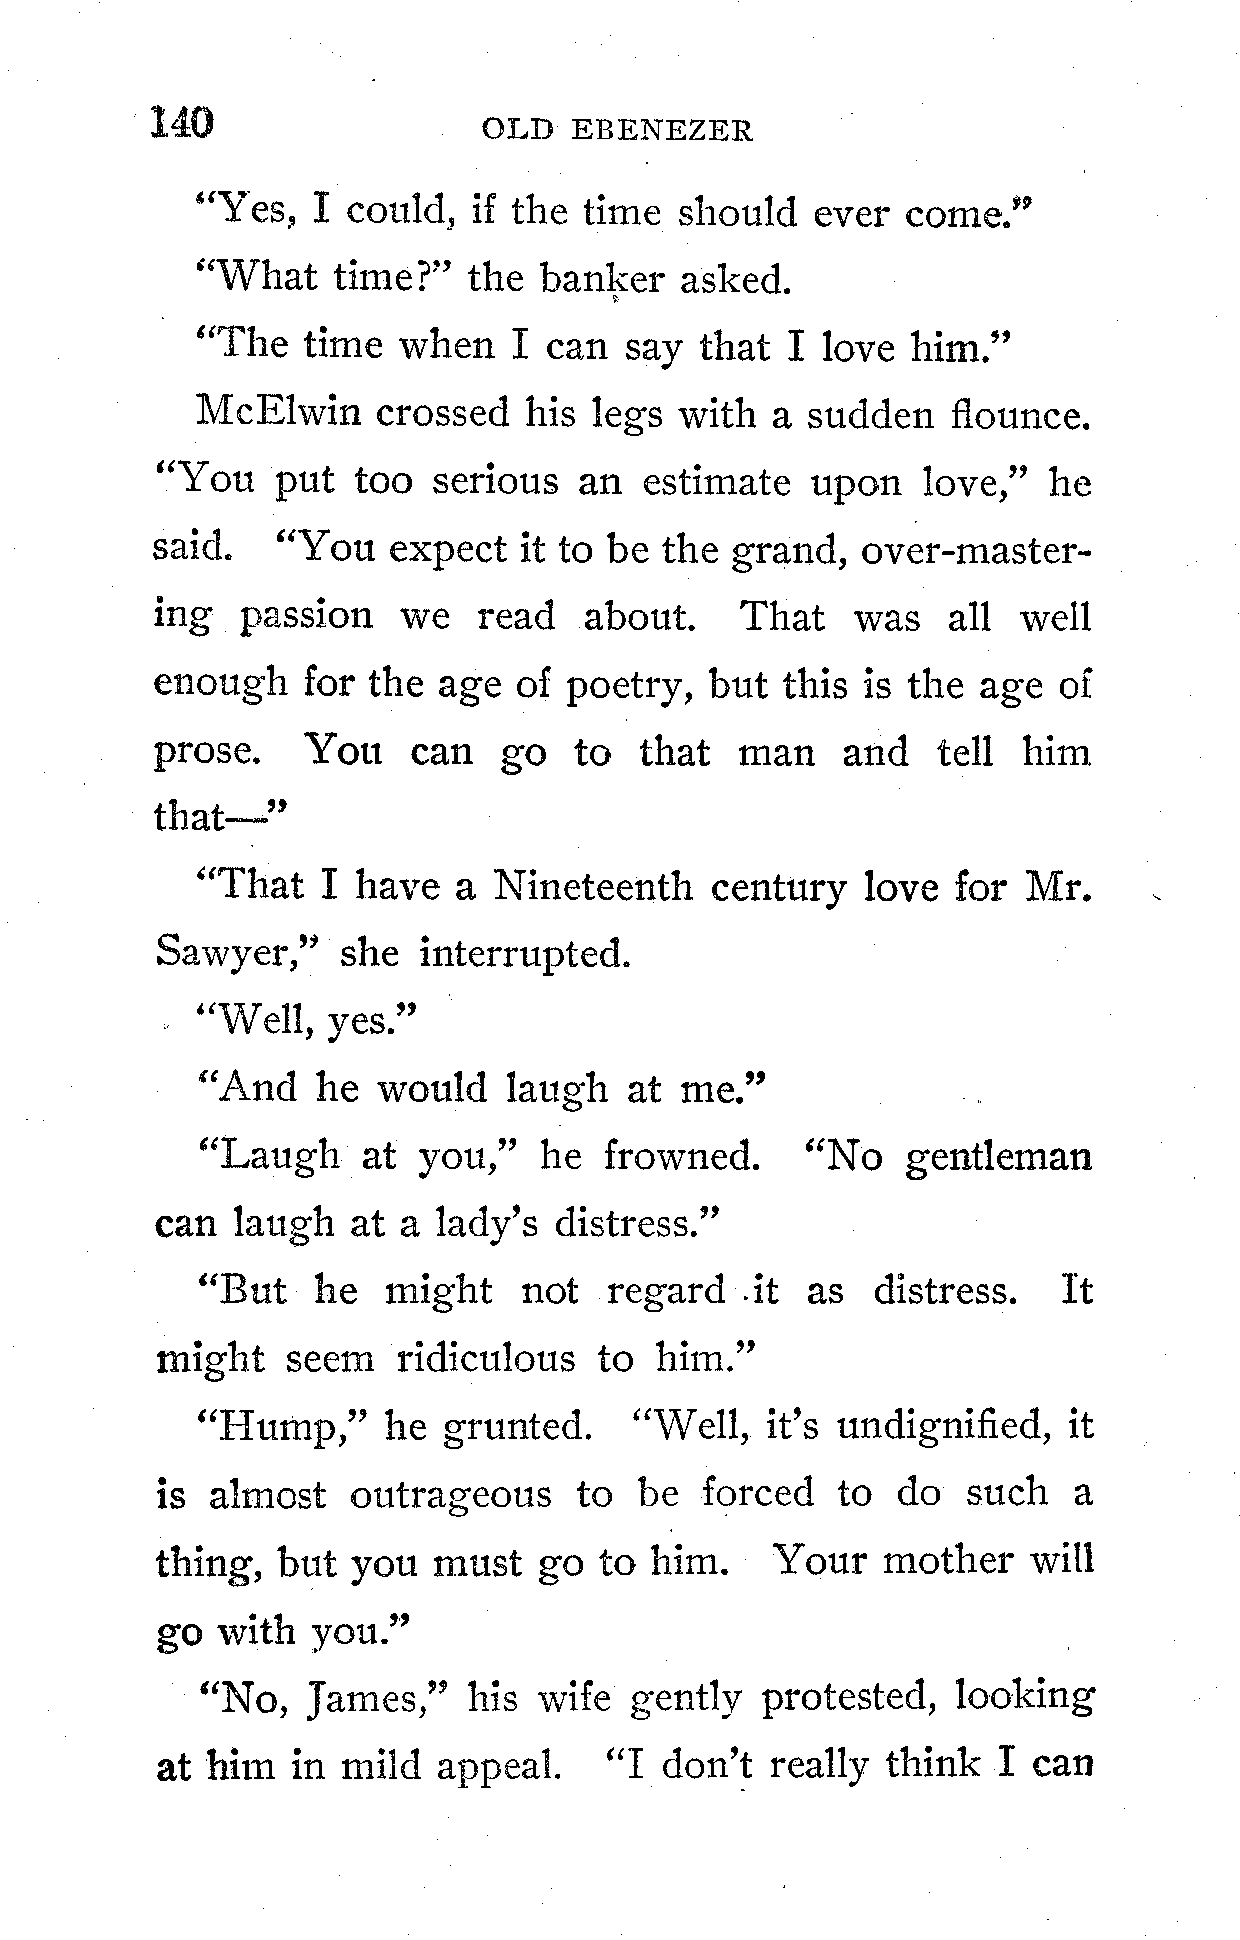 140 OLD EBENEZER
“Yes, I could, if the time should ever come.”
“What time?” the banker asked.
“The time when I can say that I love him.”
McElwin crossed his legs with a sudden flounce.
“You put too serious an estimate upon love,” he
said. “You expect it to be the grand, over-master-
ing passion we read about. That was all well
enough for the age of poetry, but this is the age of
prose. You can go to that man and tell him
that—”
“That I have a Nineteenth century love for Mr.
Sawyer,” she interrupted.
“Well, yes.”
“And he would laugh at me.”
“Laugh at you,” he frowned. “No gentleman
can laugh at a lady’s distress.”
“But he might not regard it as distress. It
might seem ridiculous to him.”
“Hump,” he grunted. “Well, it’s undignified, it
is almost outrageous to be forced to do such a
thing, but you must go to him. Your mother will
go with you.”
“No, James,” his wife gently protested, looking
at him in mild appeal. “I don’t really think I can